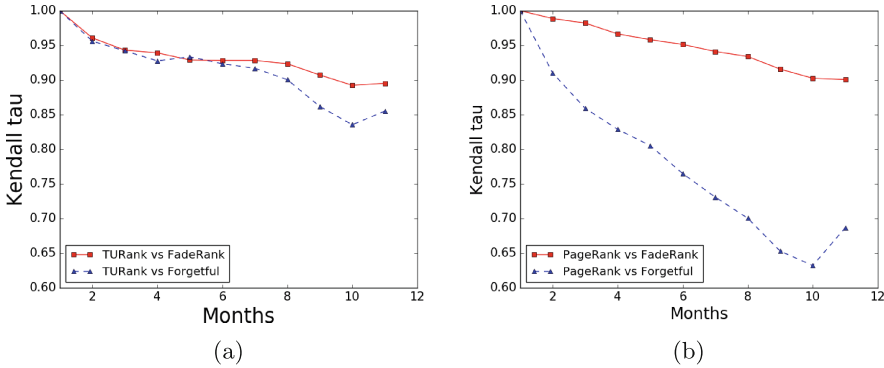 1.00
0.95
0.90
0.85
0.80
0.75
0.70
0.65
0.60
Kendall tau
TURank vs FadeRank
TURank vs Forgetful
2 4 6 8 10 12
Months
(a)
1.00
0.95
0.90
0.85
0.80
0.75
0.70
0.65
0.60
Kendall tau
PageRank vs FadeRank
PageRank vs Forgetful
2 4 6 8 10 12
Months
(b)